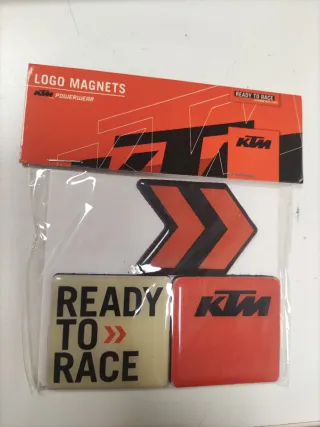 LOGO MAGNETS
KTM POWERWEAR
READY TO RACE
KTM
READY
TO
RACE
KTM